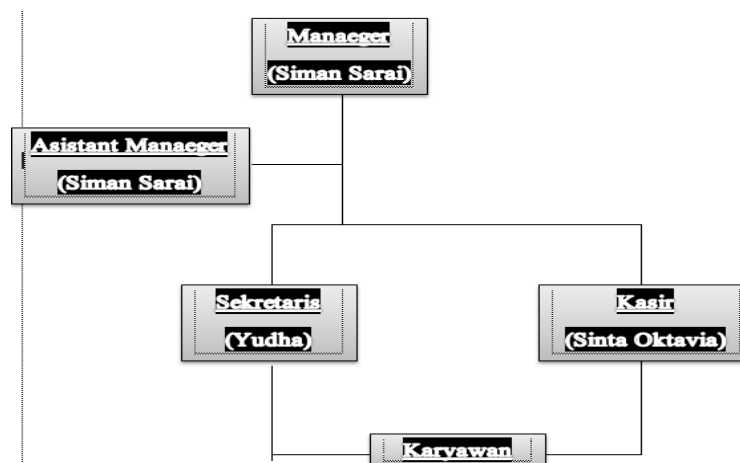 Manaeger
(Siman Sarai)
Asistant Manaeger
(Siman Sarai)
Sekretaris
(Yudha)
Kasir
(Sinta Oktavia)
Karyawan